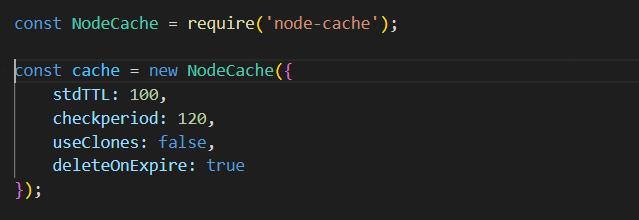 const NodeCache = require('node-cache');
const cache = new NodeCache({
    stdTTL: 100,
    checkperiod: 120,
    useClones: false,
    deleteOnExpire: true
});